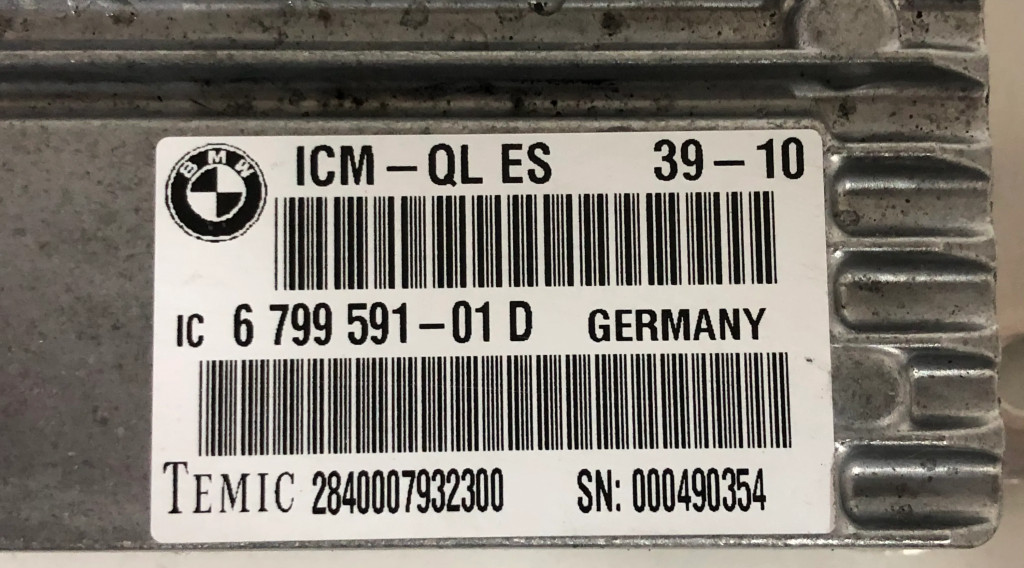 BMW
ICM – QL ES 39 – 10
IC 6 799 591 – 01 D GERMANY
TEMIC 2840007932300 SN: 000490354